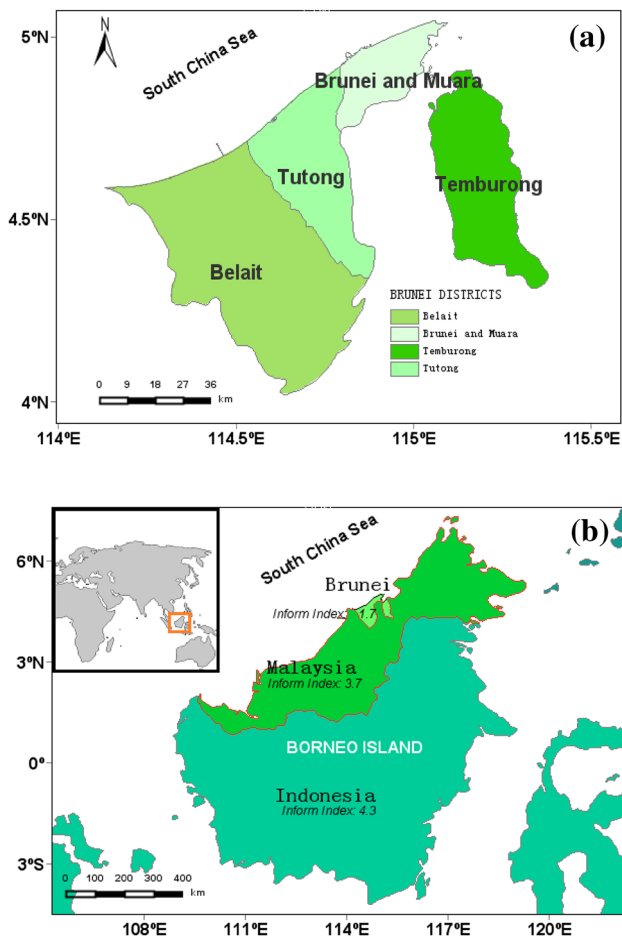 5ºN
N
(a)
South China Sea
Brunei and Muara
Tutong
Temburong
4.5ºN
Belait
BRUNEI DISTRICTS
Belait
Brunei and Muara
Temburong
Tutong
0 9 18 27 36
km
4ºN
114ºE 114.5ºE 115ºE 115.5ºE
(b)
South China Sea
6ºN
Brunei
Inform Index: 1.7
3ºN
Malaysia
Inform Index: 3.7
BORNEO ISLAND
0º
Indonesia
Inform Index: 4.3
3ºS
0 100 200 300 400
km
108ºE 111ºE 114ºE 117ºE 120ºE